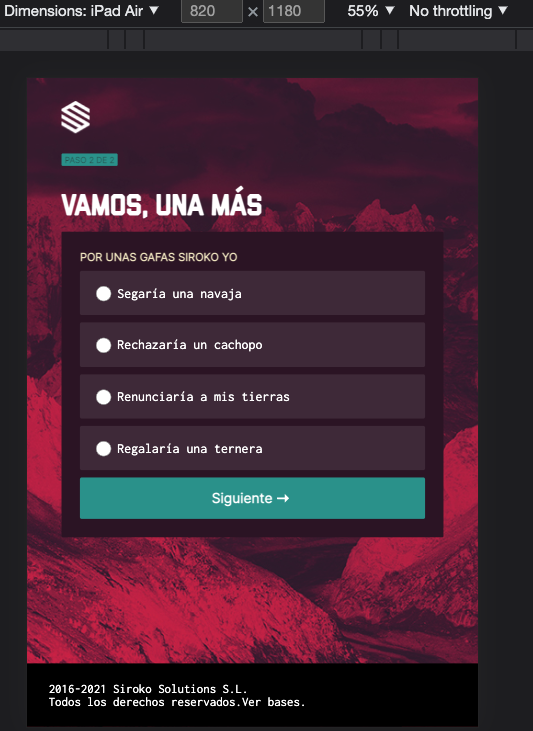 Dimensions: iPad Air ▼ 820 × 1180 55% ▼ No throttling ▼
PASO 2 DE 2
VAMOS, UNA MÁS
POR UNAS GAFAS SIROKO YO
Segaría una navaja
Rechazaría un cachopo
Renunciaría a mis tierras
Regalaría una ternera
Siguiente →
2016-2021 Siroko Solutions S.L.
Todos los derechos reservados.Ver bases.